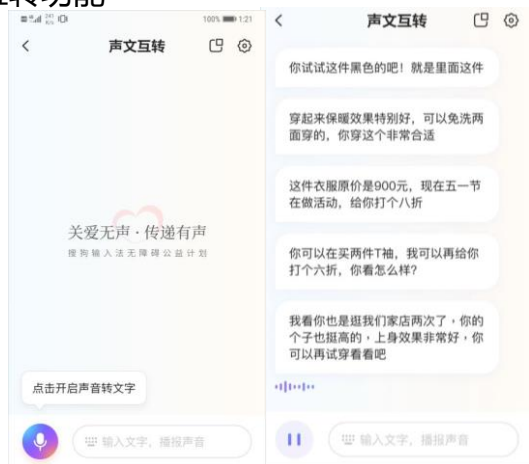 声文互转
100% 1:21
声文互转
关爱无声·传递有声
搜狗输入法无障碍公益计划
点击开启声音转文字
输入文字，播报声音
声文互转
你试试这件黑色的吧！就是里面这件
穿起来保暖效果特别好，可以免洗两
面穿的，你穿这个非常合适
这件衣服原价是900元，现在五一节
在做活动，给你打个八折
你可以在买两件T袖，我可以再给你
打个六折，你看怎么样？
我看你也是逛我们家店两次了，你的
个子也挺高的，上身效果非常好，你
可以再试穿看看吧
输入文字，播报声音